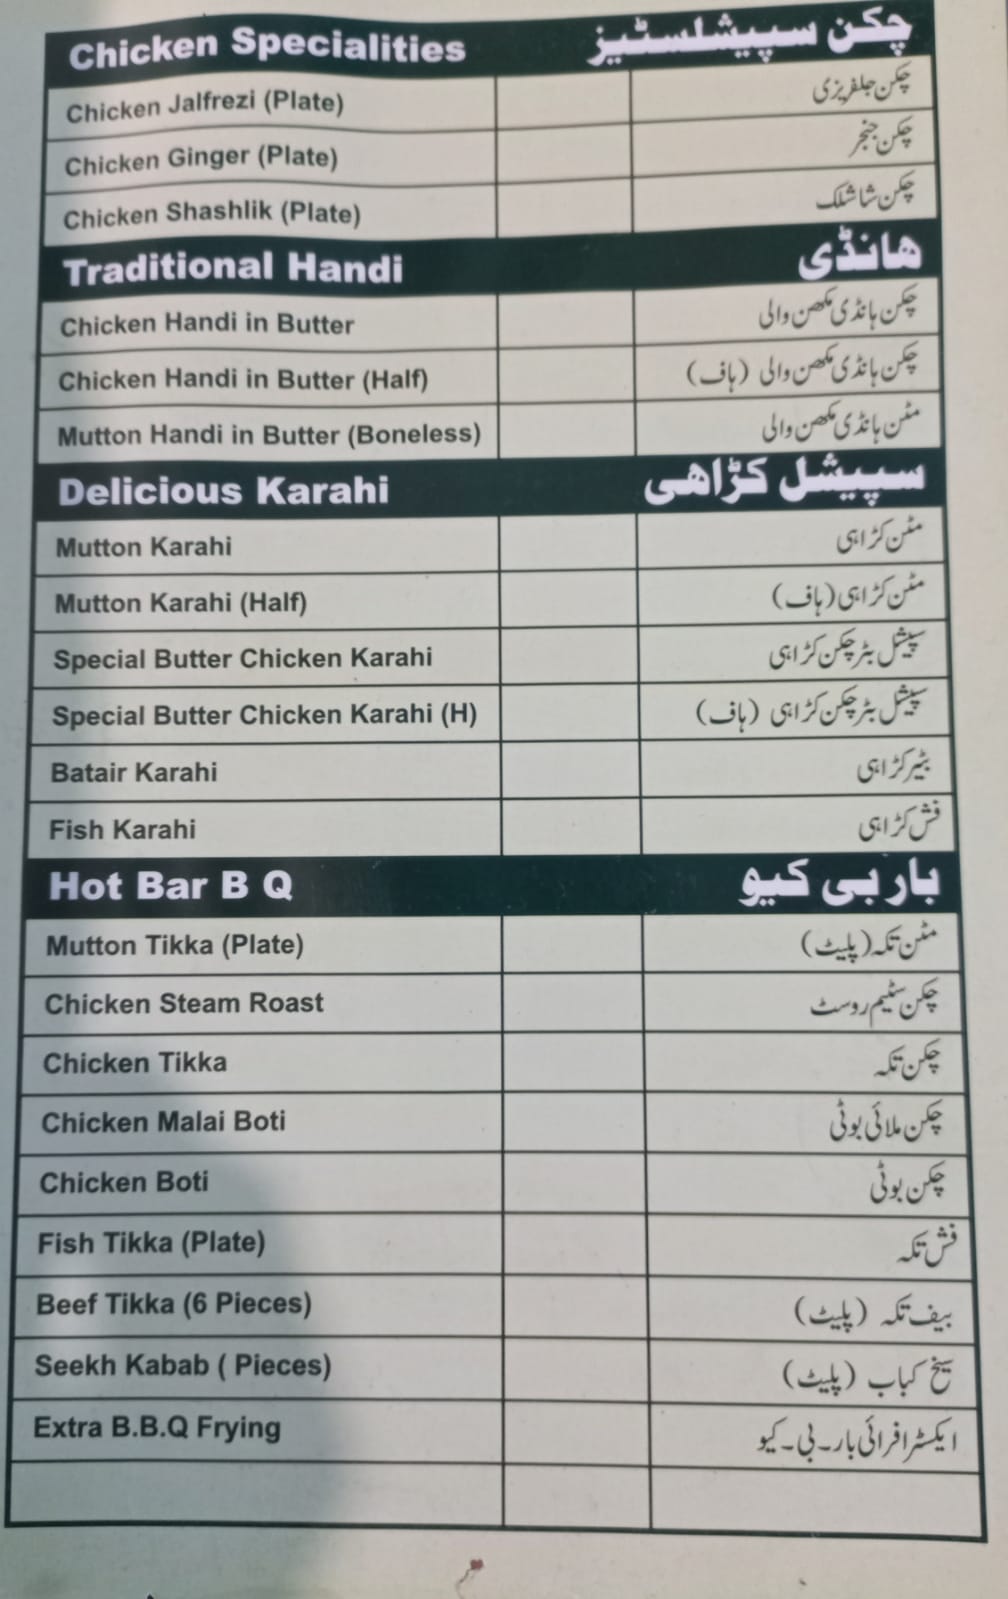 Chicken Specialities چکن سپیشلسٹیز
Chicken Jalfrezi (Plate) چکن جلفریزی
Chicken Ginger (Plate) چکن جنجر
Chicken Shashlik (Plate) چکن شاشلک
Traditional Handi ھانڈی
Chicken Handi in Butter چکن ہانڈی مکھن والی
Chicken Handi in Butter (Half) چکن ہانڈی مکھن والی (ہاف)
Mutton Handi in Butter (Boneless) مٹن ہانڈی مکھن والی
Delicious Karahi سپیشل کڑاھی
Mutton Karahi مٹن کڑاہی
Mutton Karahi (Half) مٹن کڑاہی (ہاف)
Special Butter Chicken Karahi سپیشل بٹر چکن کڑاہی
Special Butter Chicken Karahi (H) سپیشل بٹر چکن کڑاہی (ہاف)
Batair Karahi بٹیر کڑاہی
Fish Karahi فش کڑاہی
Hot Bar B Q بار بی کیو
Mutton Tikka (Plate) مٹن تکہ (پلیٹ)
Chicken Steam Roast چکن سٹیم روسٹ
Chicken Tikka چکن تکہ
Chicken Malai Boti چکن ملائی بوٹی
Chicken Boti چکن بوٹی
Fish Tikka (Plate) فش تکہ
Beef Tikka (6 Pieces) بیف تکہ (پلیٹ)
Seekh Kabab ( Pieces) سیخ کباب (پلیٹ)
Extra B.B.Q Frying ایکسٹرا فرائی بار۔بی۔کیو